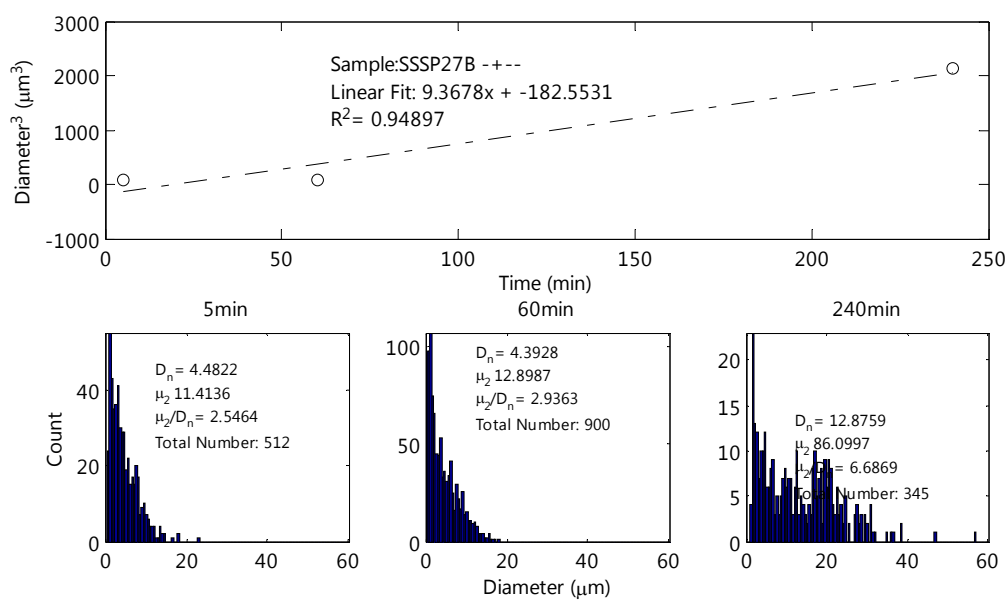 3000
2000
1000
0
-1000
Diameter³ (μm³)
Sample:SSSP27B -+--
Linear Fit: 9.3678x + -182.5531
R²= 0.94897
0 50 100 150 200 250
Time (min)
5min
40
20
0
Count
Dₙ= 4.4822
μ₂ 11.4136
μ₂/Dₙ= 2.5464
Total Number: 512
0 20 40 60
60min
100
50
0
Dₙ= 4.3928
μ₂ 12.8987
μ₂/Dₙ= 2.9363
Total Number: 900
0 20 40 60
Diameter (μm)
240min
20
15
10
5
0
Dₙ= 12.8759
μ₂ 86.0997
μ₂/Dₙ= 6.6869
Total Number: 345
0 20 40 60